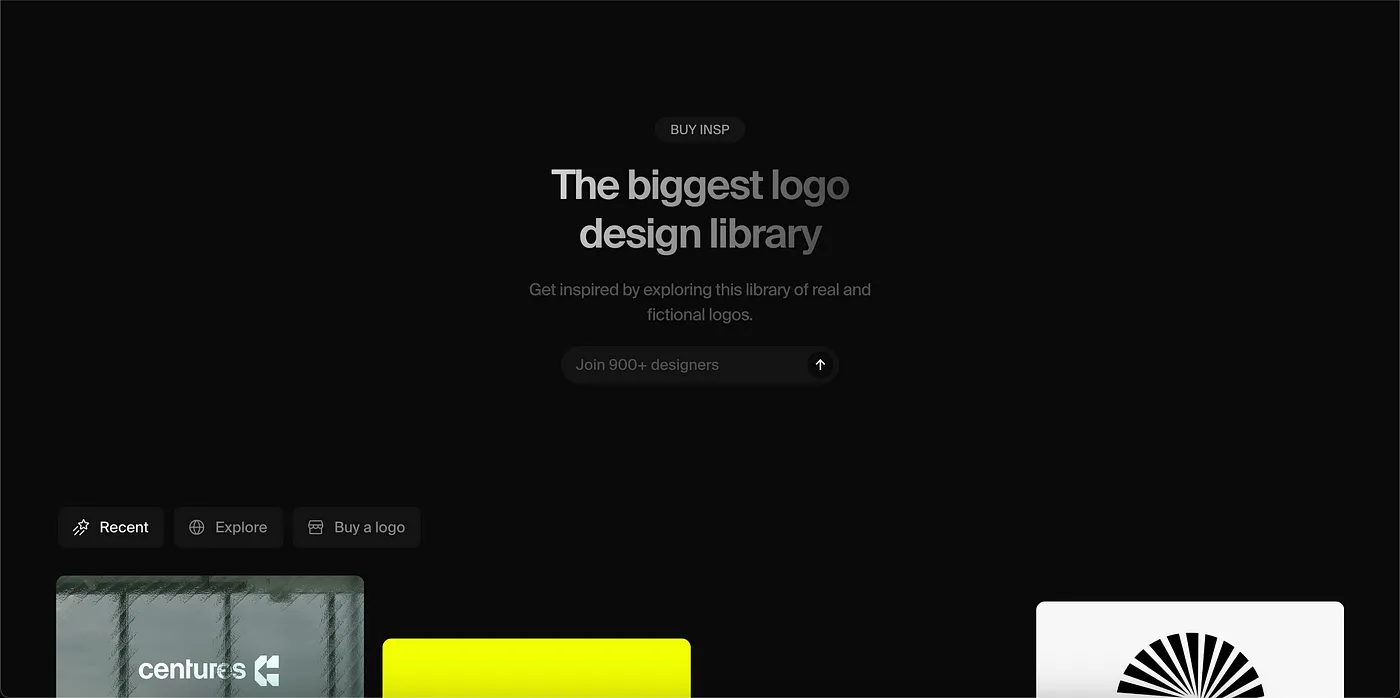 BUY INSP
The biggest logo
design library
Get inspired by exploring this library of real and
fictional logos.
Join 900+ designers
Recent
Explore
Buy a logo
centures